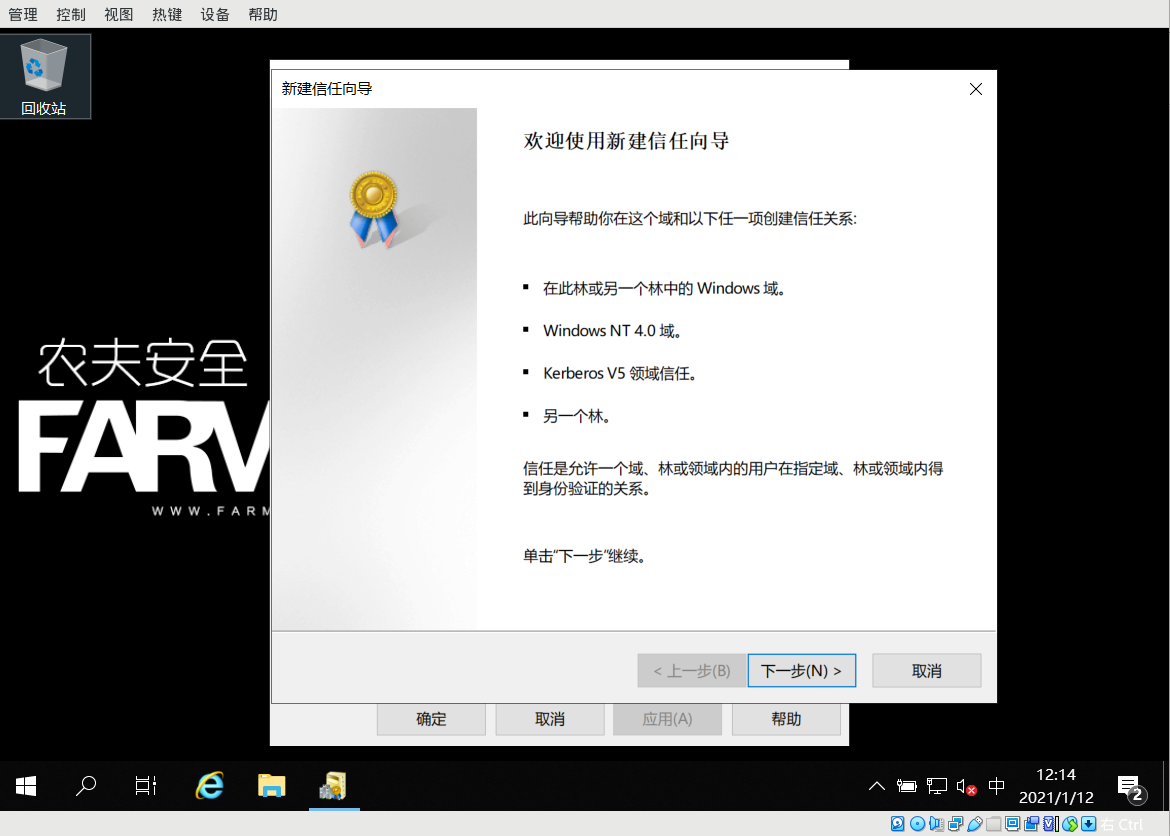 管理 控制 视图 热键 设备 帮助
回收站
新建信任向导
欢迎使用新建信任向导
此向导帮助你在这个域和以下任一项创建信任关系:
在此林或另一个林中的 Windows 域。
Windows NT 4.0 域。
Kerberos V5 领域信任。
另一个林。
信任是允许一个域、林或领域内的用户在指定域、林或领域内得
到身份验证的关系。
单击“下一步”继续。
< 上一步(B) 下一步(N) > 取消
确定 取消 应用(A) 帮助
农夫安全
FARV
WWW.FARM
中
12:14
2021/1/12
2
右 Ctrl